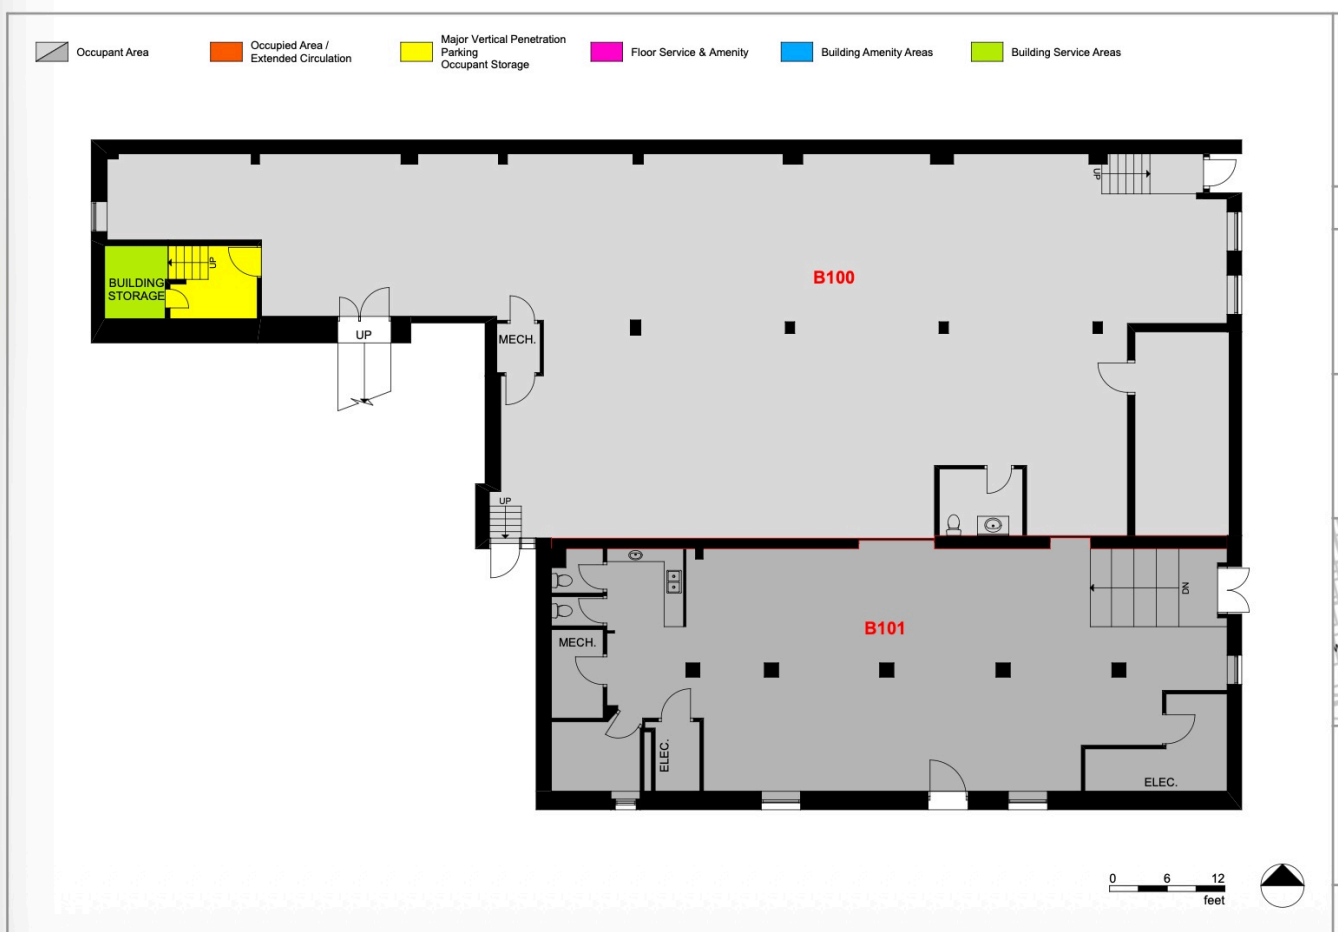 Occupant Area
Occupied Area /
Extended Circulation
Major Vertical Penetration
Parking
Occupant Storage
Floor Service & Amenity
Building Amenity Areas
Building Service Areas
UP
UP
B100
BUILDING
STORAGE
UP
MECH.
UP
B101
DN
MECH.
ELEC.
ELEC.
0 6 12
feet